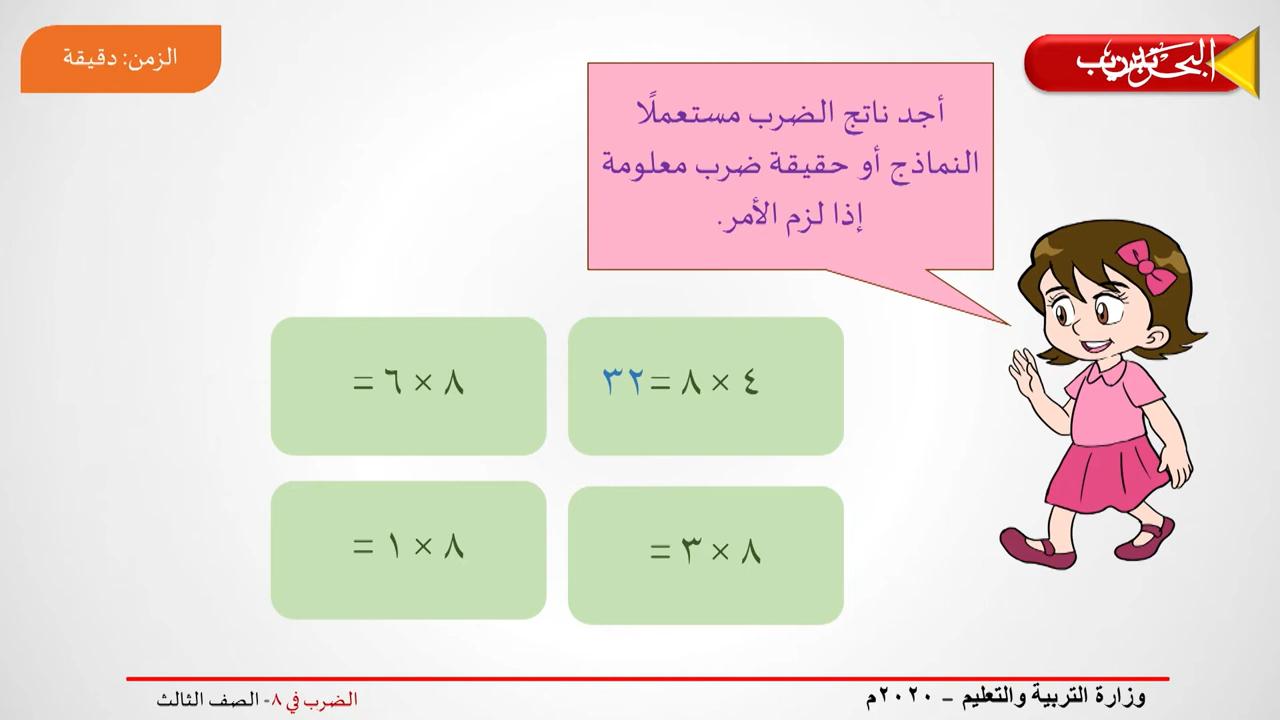 الزمن: دقيقة
أجد ناتج الضرب مستعملًا
النماذج أو حقيقة ضرب معلومة
إذا لزم الأمر.
٤ × ٨ = ٣٢
٨ × ٦ =
٨ × ٣ =
٨ × ١ =
وزارة التربية والتعليم – ٢٠٢٠م
الضرب في ٨- الصف الثالث